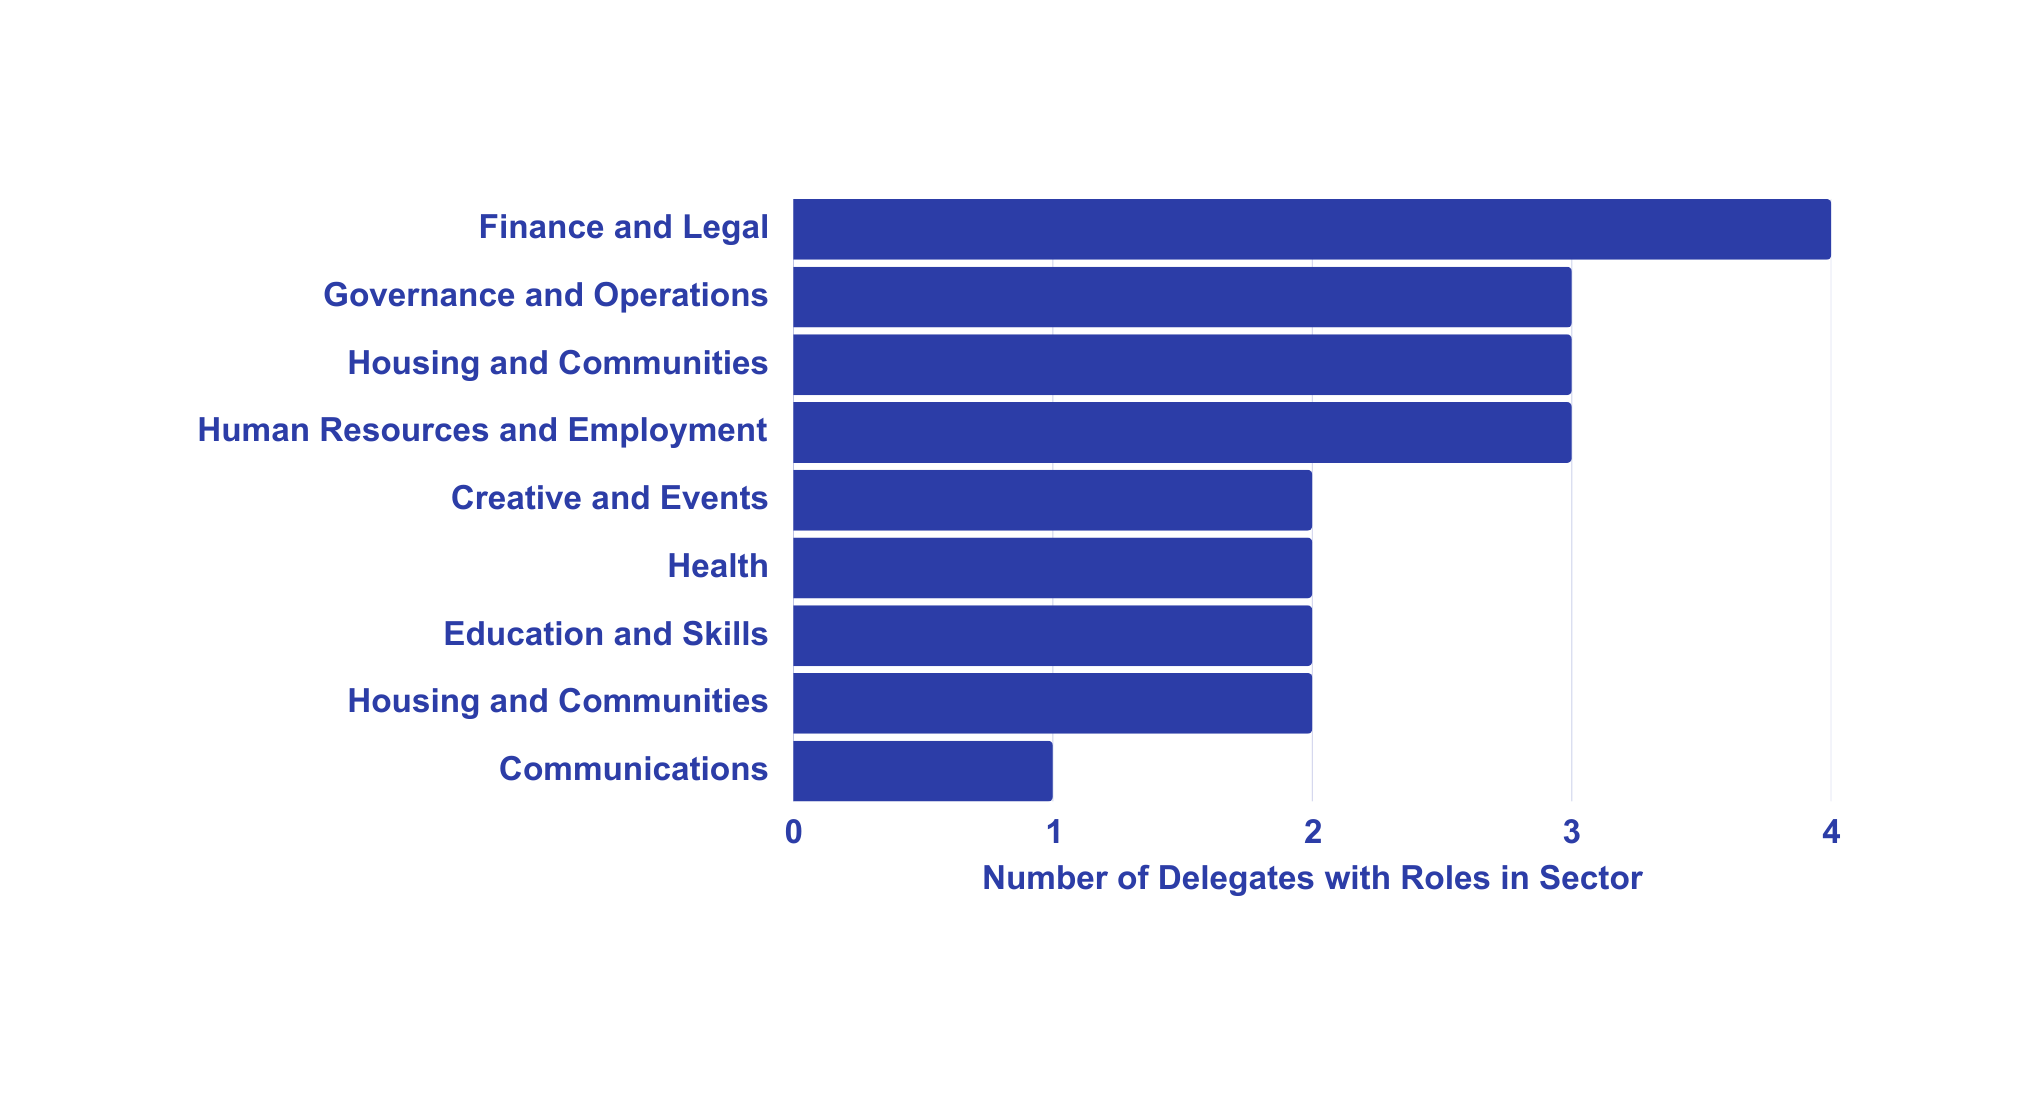 Finance and Legal
Governance and Operations
Housing and Communities
Human Resources and Employment
Creative and Events
Health
Education and Skills
Housing and Communities
Communications
0 1 2 3 4
Number of Delegates with Roles in Sector